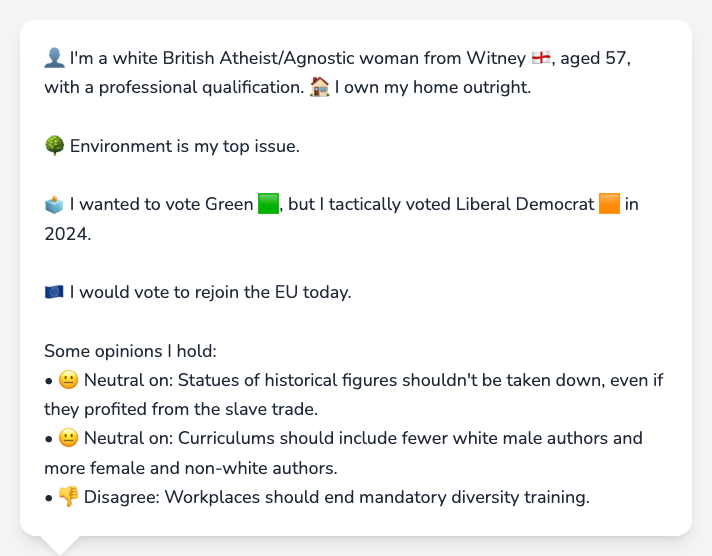 👤 I'm a white British Atheist/Agnostic woman from Witney 🏴󠁧󠁢󠁥󠁮󠁧󠁿, aged 57,
with a professional qualification. 🏠 I own my home outright.
🌳 Environment is my top issue.
🗳️ I wanted to vote Green 🟩, but I tactically voted Liberal Democrat 🟧 in
2024.
🇪🇺 I would vote to rejoin the EU today.
Some opinions I hold:
• 😐 Neutral on: Statues of historical figures shouldn't be taken down, even if
they profited from the slave trade.
• 😐 Neutral on: Curriculums should include fewer white male authors and
more female and non-white authors.
• 👎 Disagree: Workplaces should end mandatory diversity training.